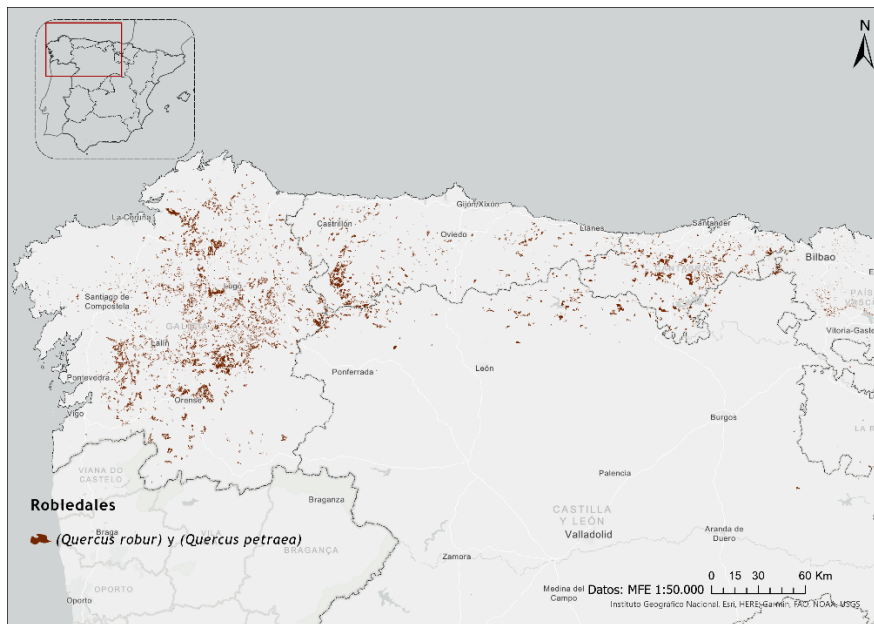 N
La Coruña
Castrillón
Gijón/Xixón
Oviedo
Llanes
Santander
Bilbao
PAÍS
VASCO
Vitoria-Gasteiz
Santiago de
Compostela
Lugo
GALICIA
Lalín
Pontevedra
Vigo
Orense
Ponferrada
León
Burgos
LA R
Palencia
VIANA DO
CASTELO
Braganza
Robledales
(Quercus robur) y (Quercus petraea)
Braga
VILA
BRAGANÇA
CASTILLA
Y LEÓN
Valladolid
Aranda de
Duero
Zamora
OPORTO
Oporto
Medina del
Campo
Datos: MFE 1:50.000
0 15 30 60 Km
Instituto Geográfico Nacional, Esri, HERE, Garmin, FAO, NOAA, USGS